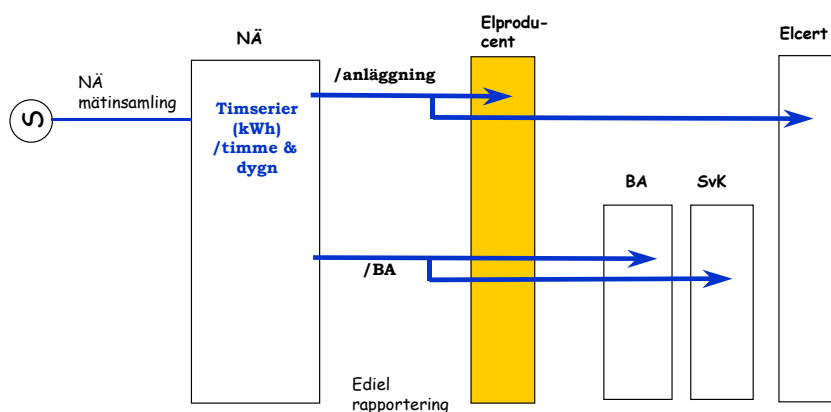 NÄ
Elprodu-
cent
Elcert
NÄ
mätinsamling
S
Timserier
(kWh)
/timme &
dygn
/anläggning
BA
SvK
/BA
Ediel
rapportering